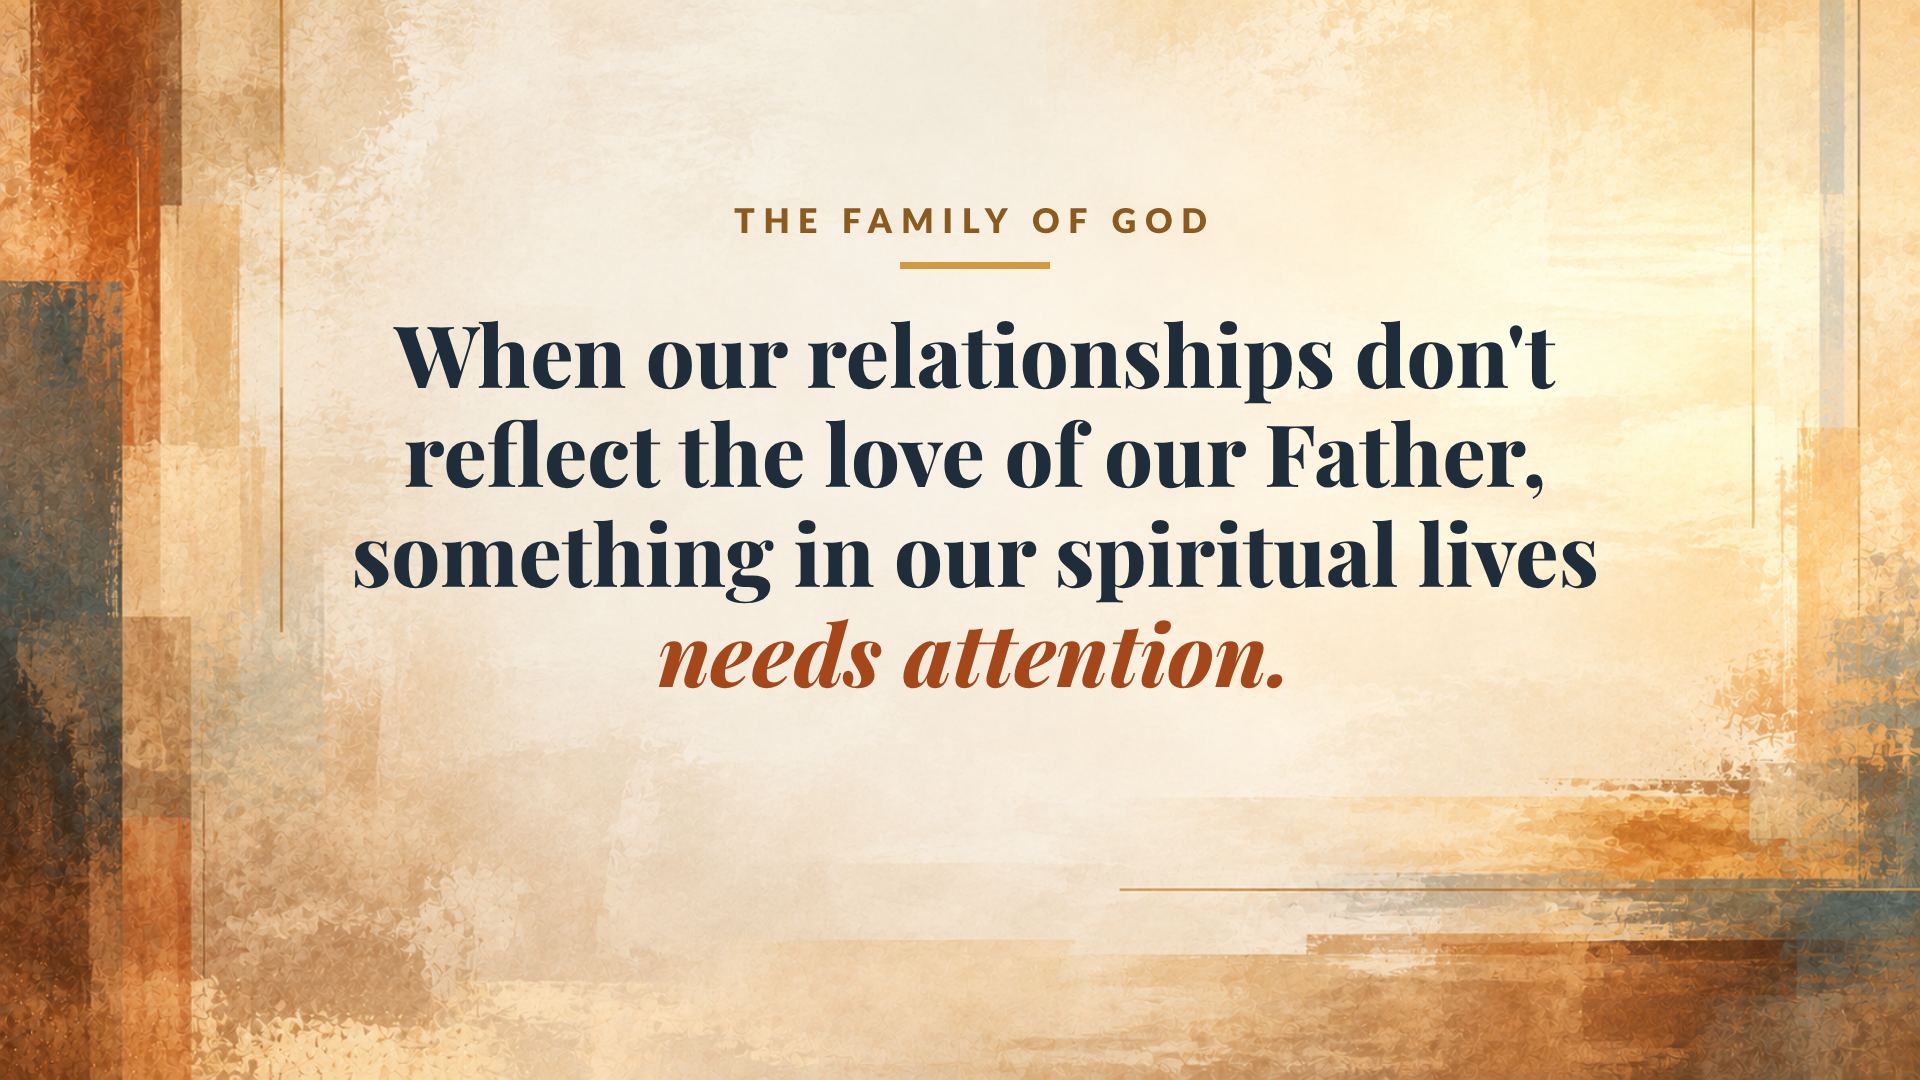 THE FAMILY OF GOD
When our relationships don't
reflect the love of our Father,
something in our spiritual lives
needs attention.